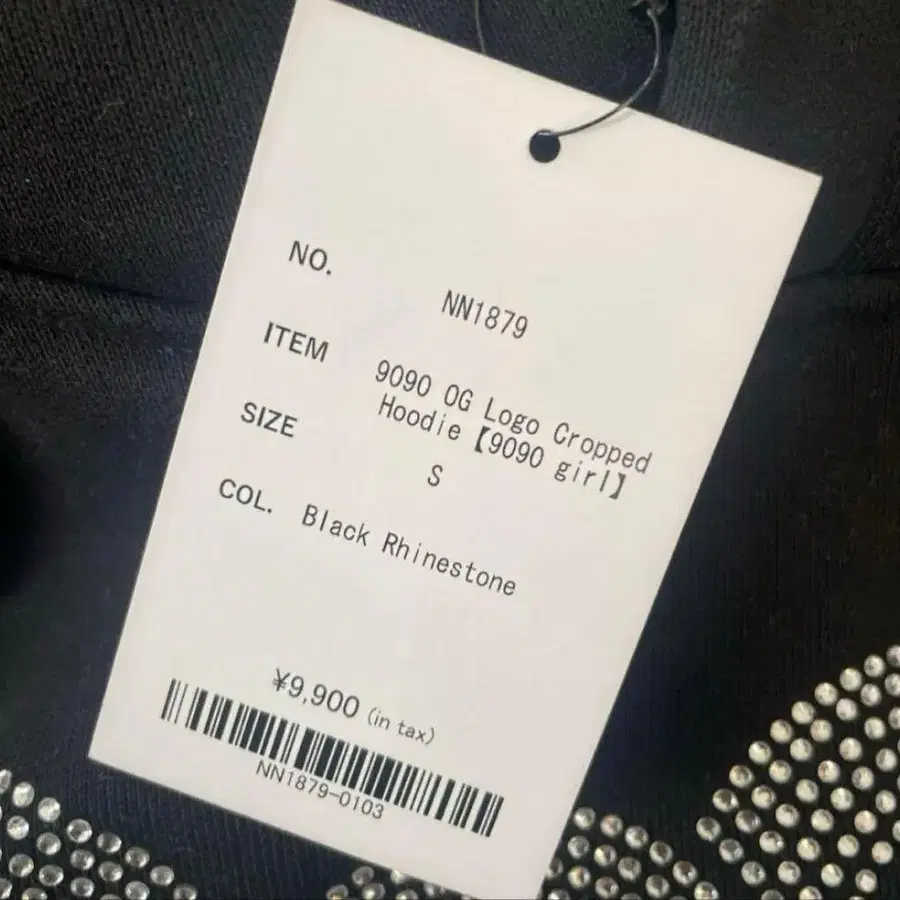 NO. NN1879
ITEM 9090 OG Logo Cropped
Hoodie【9090 girl】
SIZE S
COL. Black Rhinestone
¥9,900 (in tax)
NN1879-0103